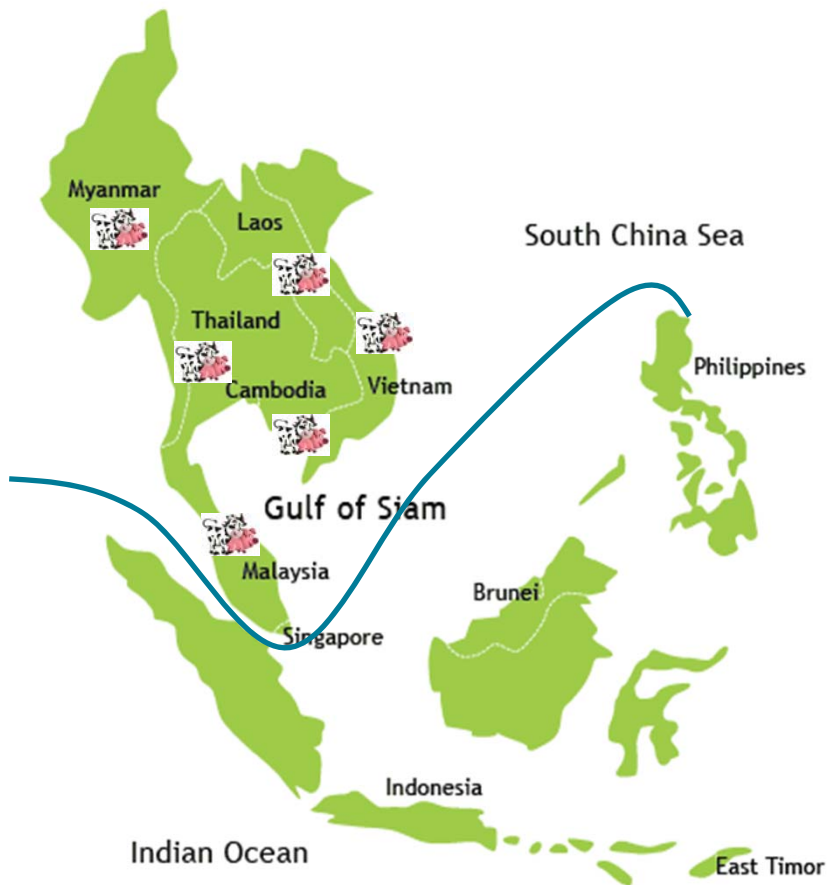 Myanmar
Laos
South China Sea
Thailand
Philippines
Cambodia
Vietnam
Gulf of Siam
Malaysia
Brunei
Singapore
Indonesia
Indian Ocean
East Timor